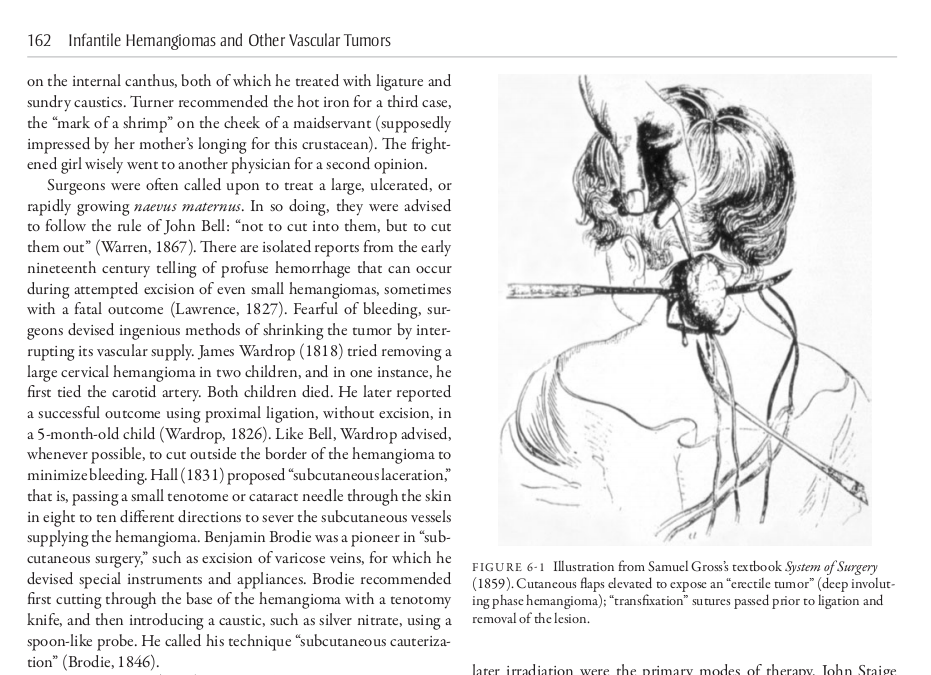 162 Infantile Hemangiomas and Other Vascular Tumors
on the internal canthus, both of which he treated with ligature and
sundry caustics. Turner recommended the hot iron for a third case,
the “mark of a shrimp” on the cheek of a maidservant (supposedly
impressed by her mother’s longing for this crustacean). The fright-
ened girl wisely went to another physician for a second opinion.
Surgeons were often called upon to treat a large, ulcerated, or
rapidly growing naevus maternus. In so doing, they were advised
to follow the rule of John Bell: “not to cut into them, but to cut
them out” (Warren, 1867). There are isolated reports from the early
nineteenth century telling of profuse hemorrhage that can occur
during attempted excision of even small hemangiomas, sometimes
with a fatal outcome (Lawrence, 1827). Fearful of bleeding, sur-
geons devised ingenious methods of shrinking the tumor by inter-
rupting its vascular supply. James Wardrop (1818) tried removing a
large cervical hemangioma in two children, and in one instance, he
first tied the carotid artery. Both children died. He later reported
a successful outcome using proximal ligation, without excision, in
a 5-month-old child (Wardrop, 1826). Like Bell, Wardrop advised,
whenever possible, to cut outside the border of the hemangioma to
minimize bleeding. Hall (1831) proposed “subcutaneous laceration,”
that is, passing a small tenotome or cataract needle through the skin
in eight to ten different directions to sever the subcutaneous vessels
supplying the hemangioma. Benjamin Brodie was a pioneer in “sub-
cutaneous surgery,” such as excision of varicose veins, for which he
devised special instruments and appliances. Brodie recommended
first cutting through the base of the hemangioma with a tenotomy
knife, and then introducing a caustic, such as silver nitrate, using a
spoon-like probe. He called his technique “subcutaneous cauteriza-
tion” (Brodie, 1846).
FIGURE 6-1 Illustration from Samuel Gross’s textbook System of Surgery
(1859). Cutaneous flaps elevated to expose an “erectile tumor” (deep involut-
ing phase hemangioma); “transfixation” sutures passed prior to ligation and
removal of the lesion.
later irradiation were the primary modes of therapy. John Staige